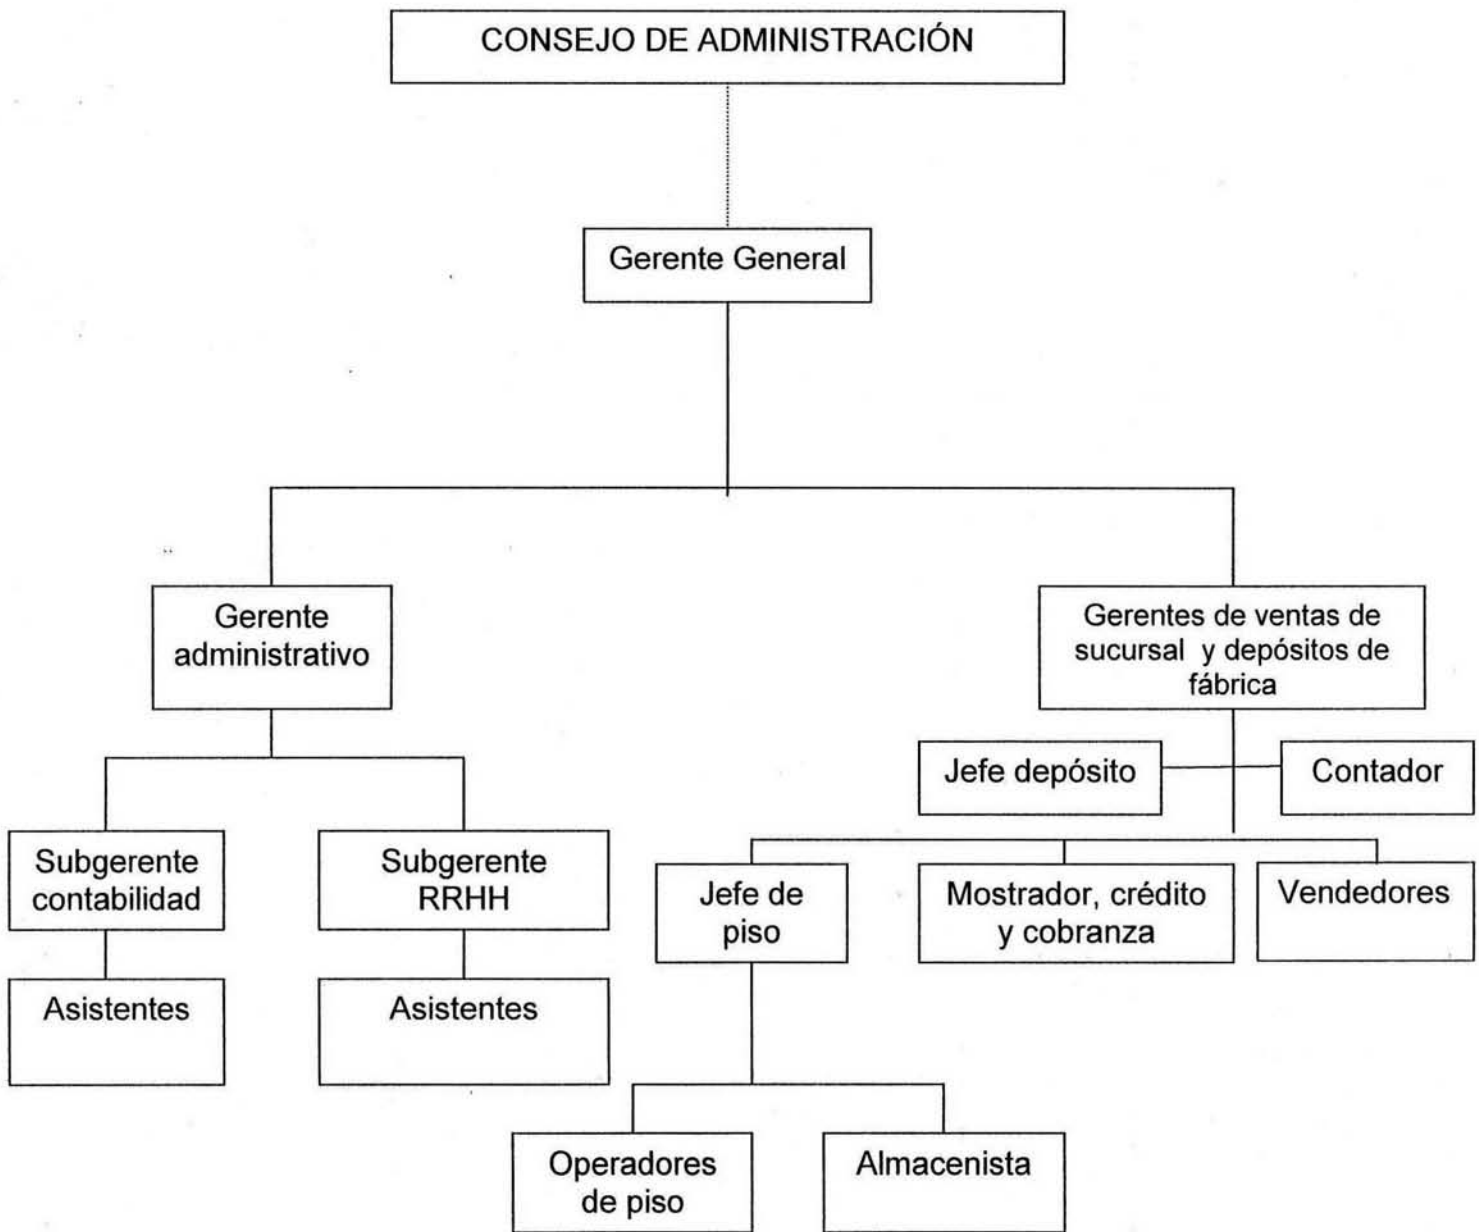 CONSEJO DE ADMINISTRACIÓN
Gerente General
Gerente
administrativo
Gerentes de ventas de
sucursal y depósitos de
fábrica
Jefe depósito
Contador
Subgerente
contabilidad
Subgerente
RRHH
Jefe de
piso
Mostrador, crédito
y cobranza
Vendedores
Asistentes
Asistentes
Operadores
de piso
Almacenista